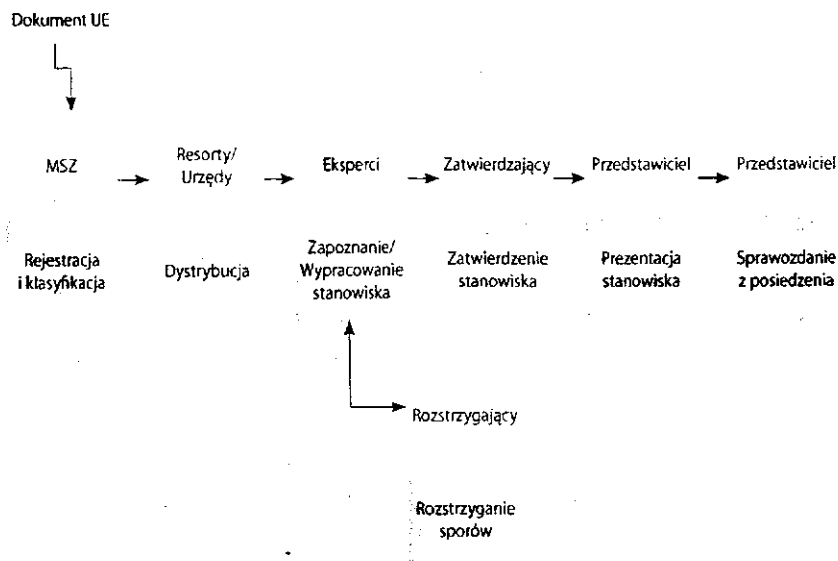 Dokument UE
MSZ
Resorty/
Urzędy
Eksperci
Zatwierdzający
Przedstawiciel
Przedstawiciel
Rejestracja
i klasyfikacja
Dystrybucja
Zapoznanie/
Wypracowanie
stanowiska
Zatwierdzenie
stanowiska
Prezentacja
stanowiska
Sprawozdanie
z posiedzenia
Rozstrzygający
Rozstrzyganie
sporów